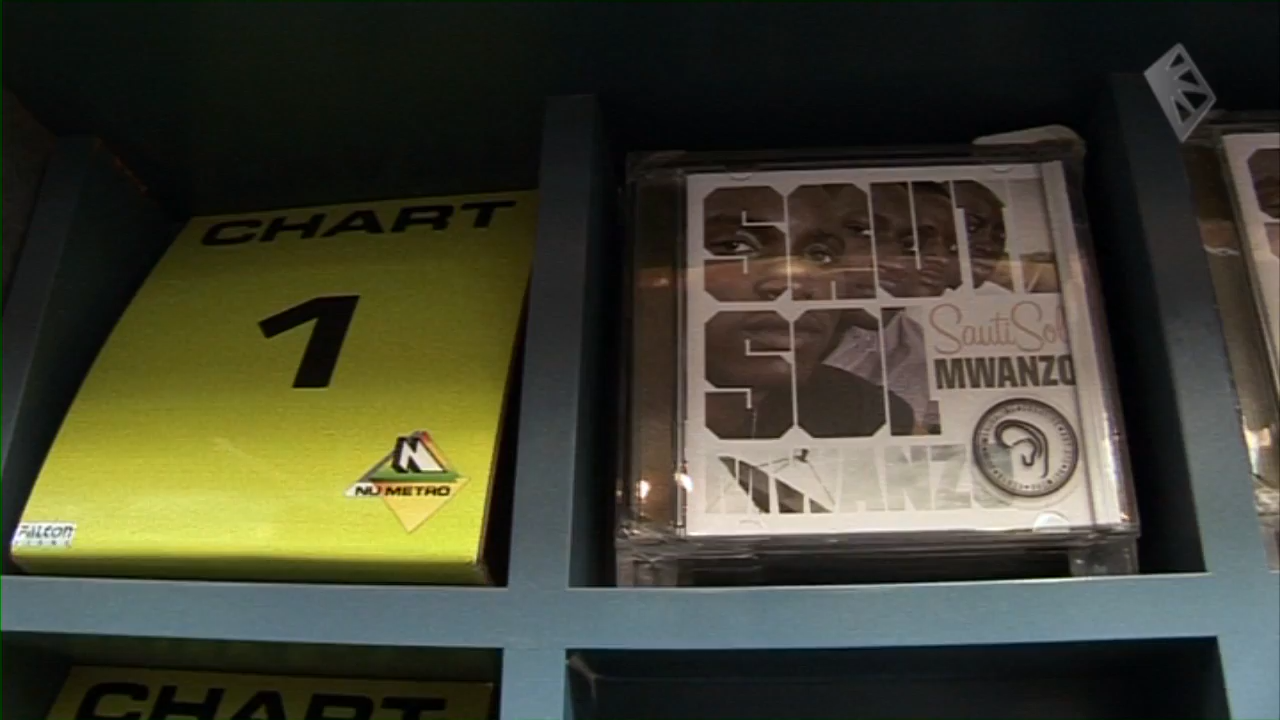 CHART
1
NU METRO
FALCON
SAUTI
SOL
Sauti Sol
MWANZO
MWANZO
CHART